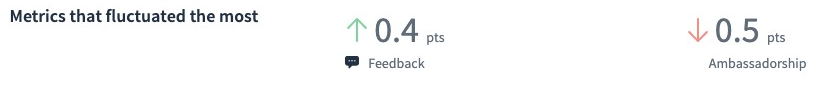 Metrics that fluctuated the most
↑ 0.4 pts
Feedback
↓ 0.5 pts
Ambassadorship